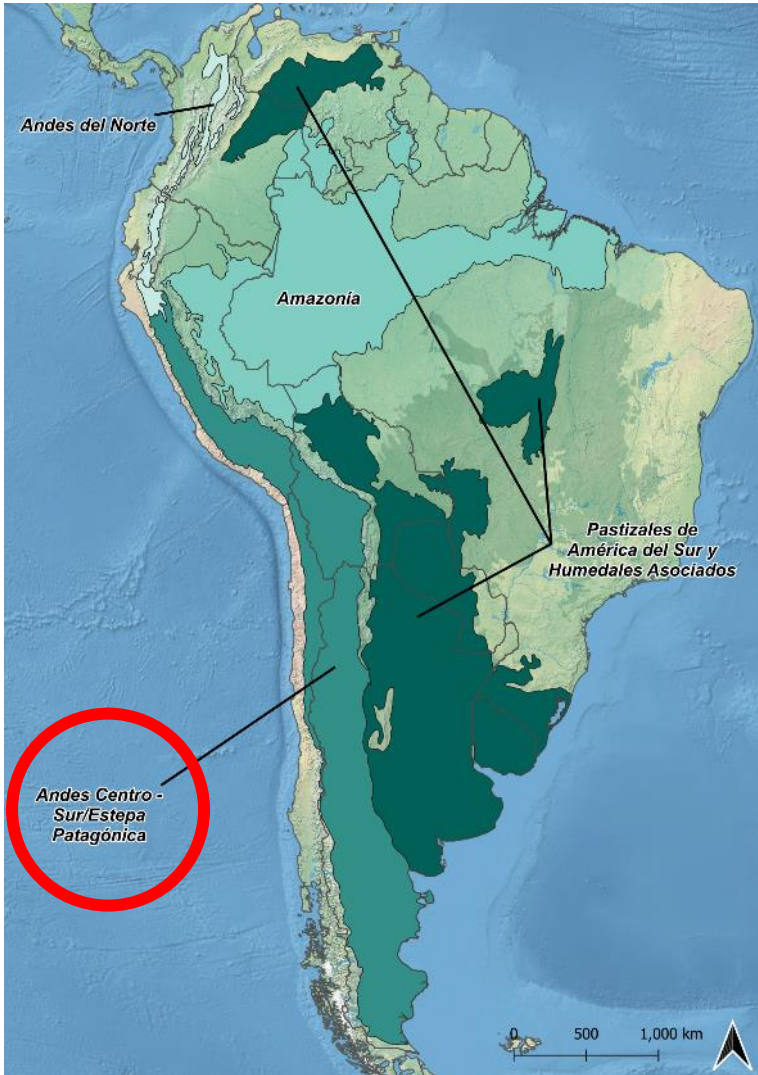 Andes del Norte
Amazonía
Pastizales de
América del Sur y
Humedales Asociados
Andes Centro -
Sur/Estepa
Patagónica
0 500 1,000 km